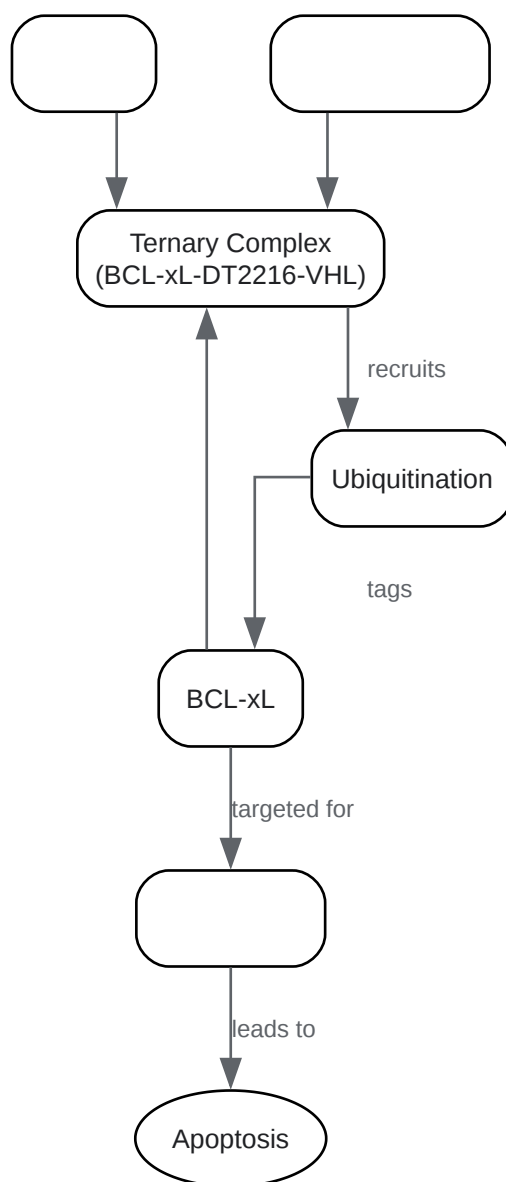 Ternary Complex
(BCL-xL-DT2216-VHL)
recruits
Ubiquitination
tags
BCL-xL
targeted for
leads to
Apoptosis